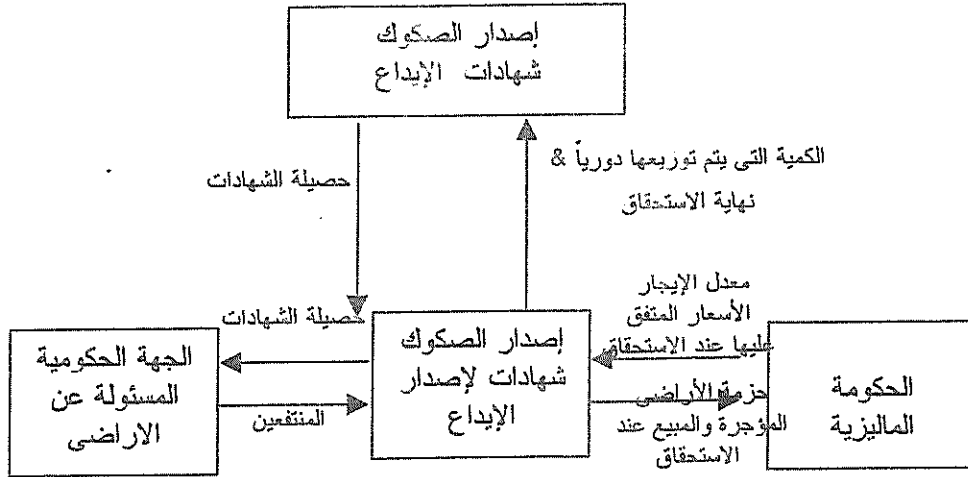 إصدار الصكوك
شهادات الإيداع
الكمية التى يتم توزيعها دورياً &
نهاية الاستحقاق
حصيلة الشهادات
معدل الإيجار
الأسعار المتفق
عليها عند الاستحقاق
حصيلة الشهادات
الحكومة
الماليزية
إصدار الصكوك
شهادات لإصدار
الإيداع
الجهة الحكومية
المسئولة عن
الاراضى
حزمة الأراضى
المؤجرة والمبيع عند
الاستحقاق
المنتفعين